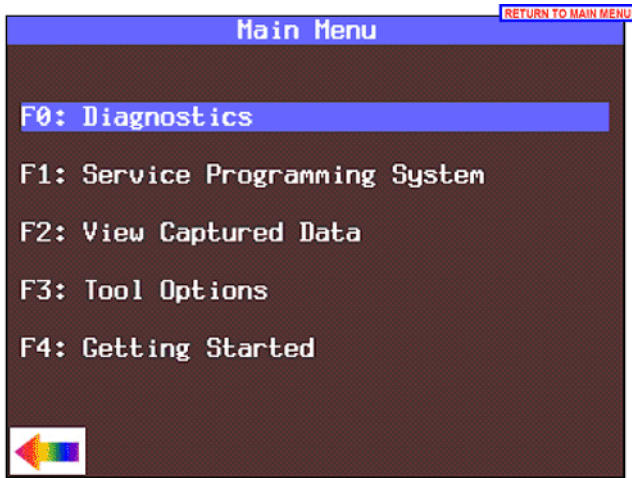 RETURN TO MAIN MENU
Main Menu
F0: Diagnostics
F1: Service Programming System
F2: View Captured Data
F3: Tool Options
F4: Getting Started